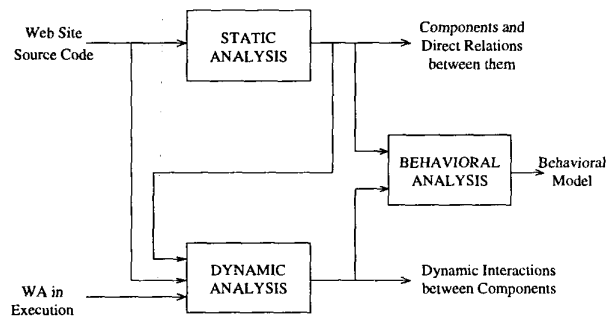 Web Site
Source Code
STATIC
ANALYSIS
Components and
Direct Relations
between them
BEHAVIORAL
ANALYSIS
Behavioral
Model
DYNAMIC
ANALYSIS
Dynamic Interactions
between Components
WA in
Execution